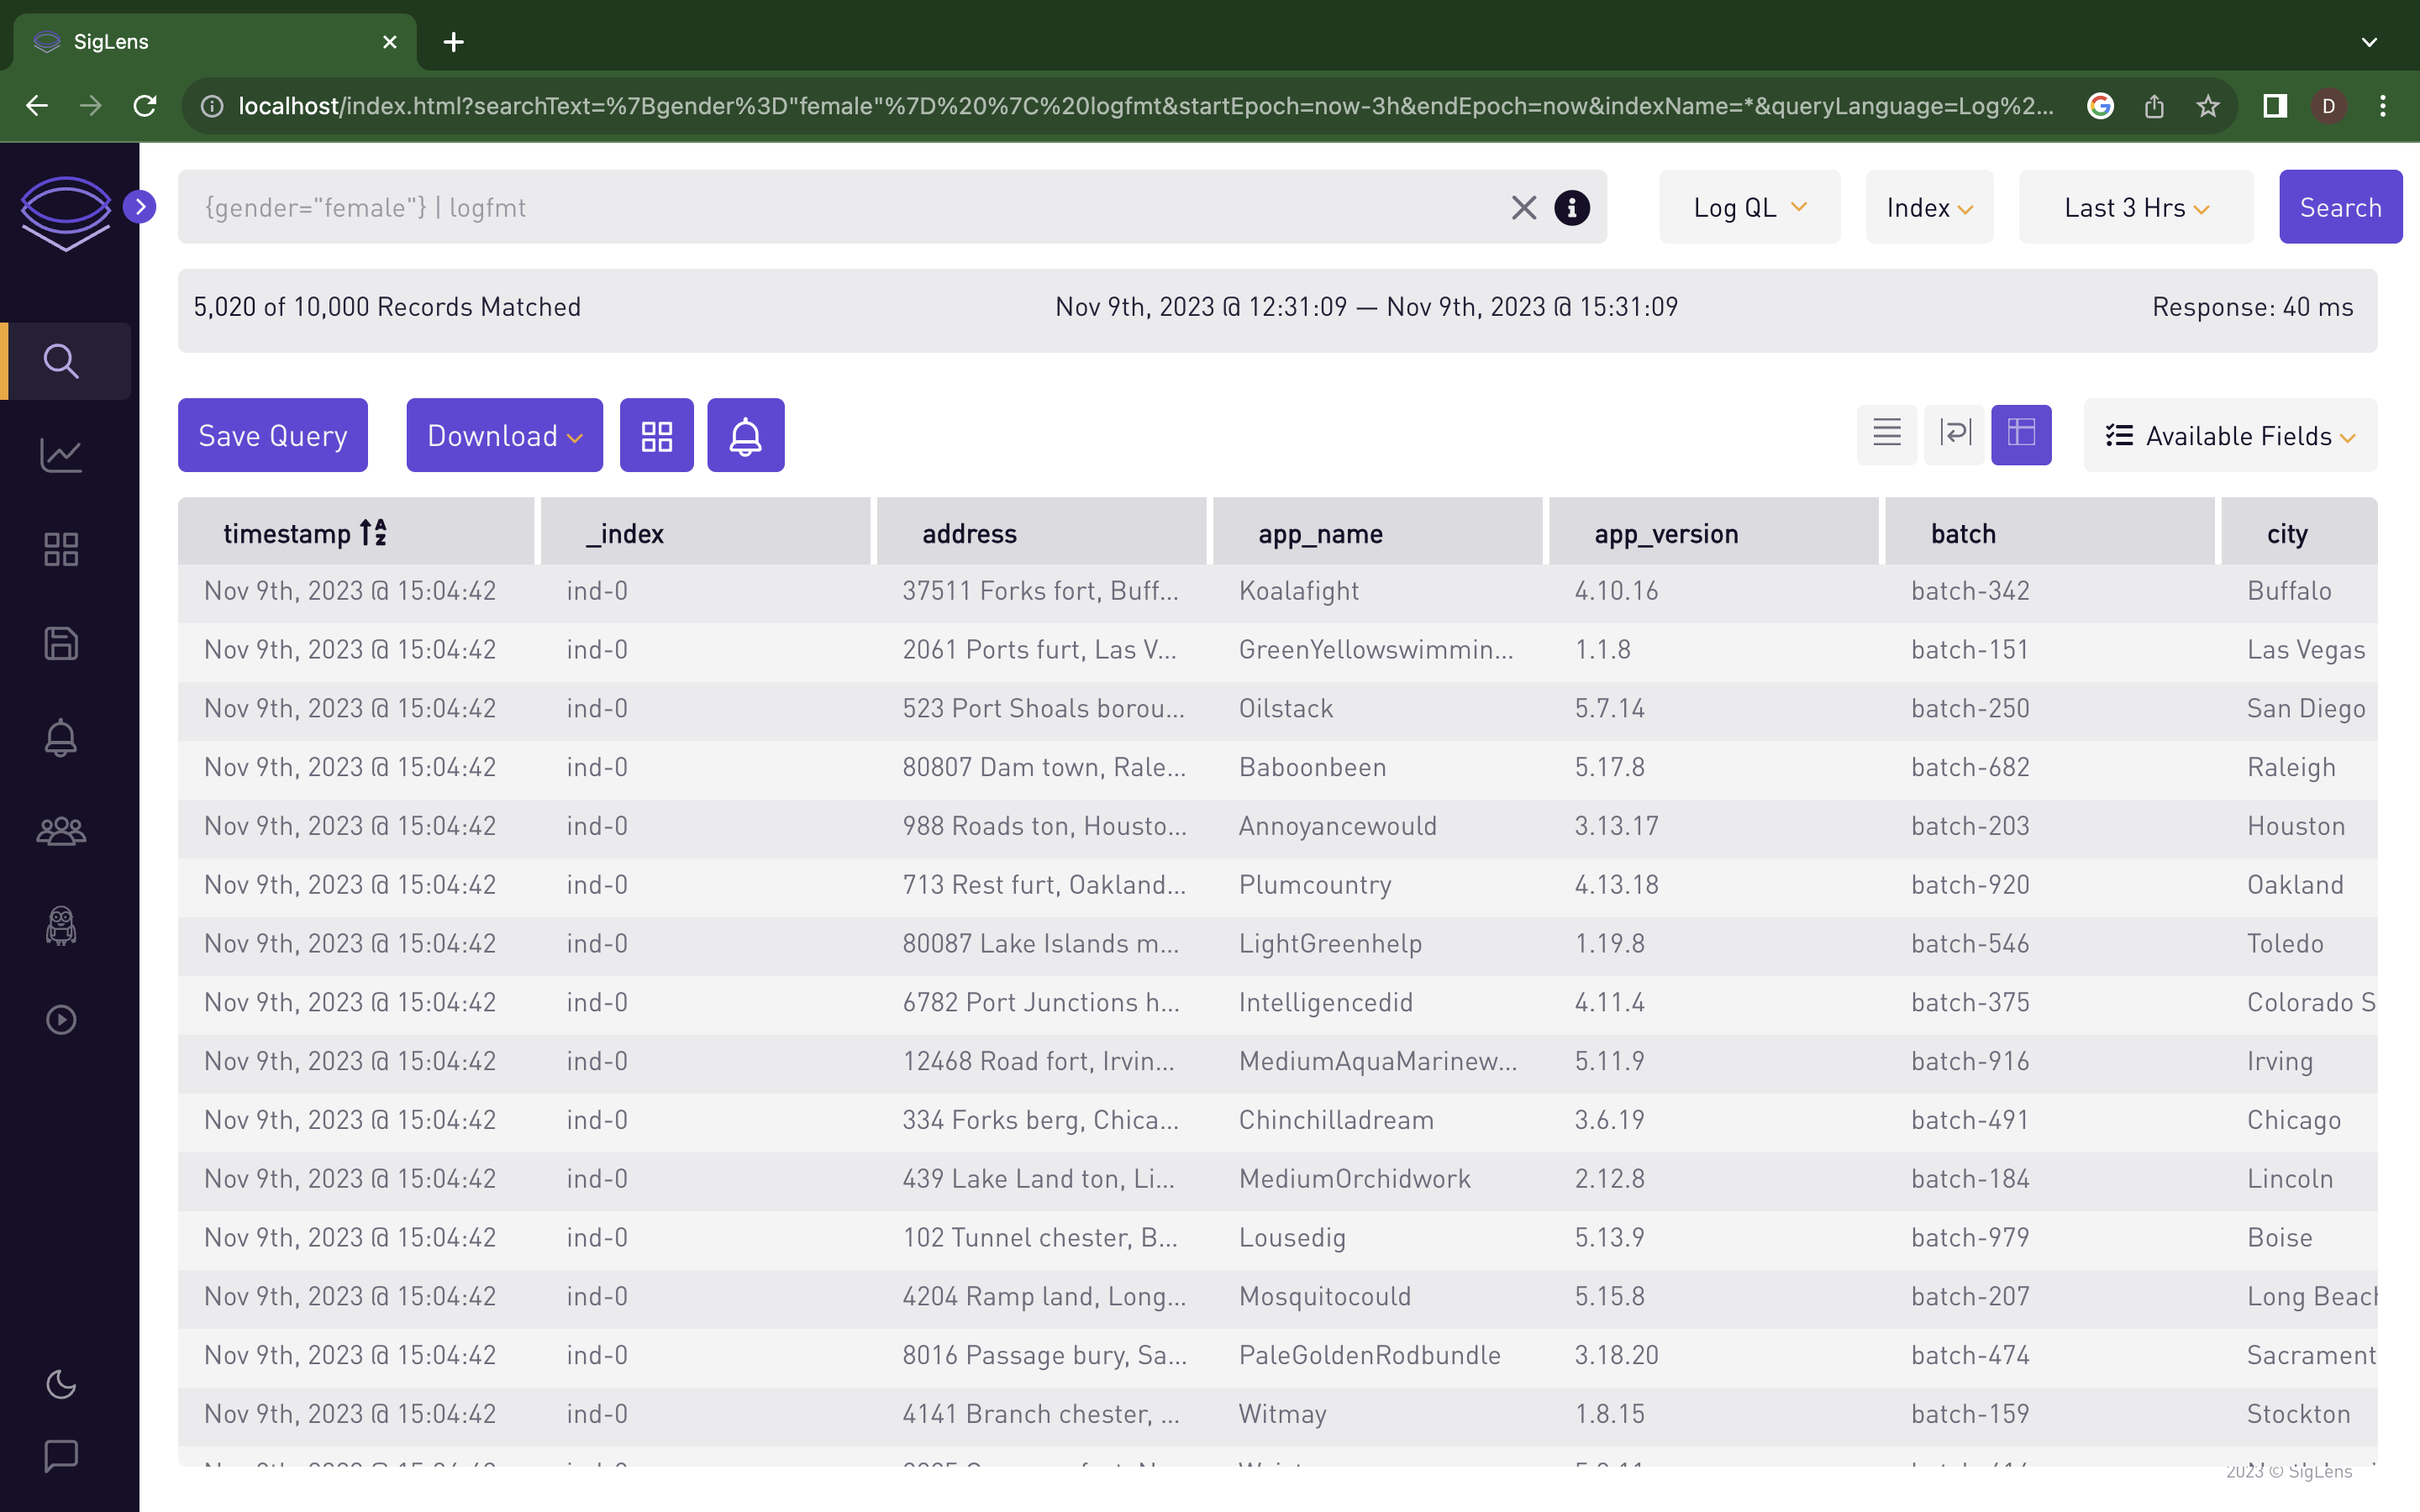 SigLens
localhost/index.html?searchText=%7Bgender%3D"female"%7D%20%7C%20logfmt&startEpoch=now-3h&endEpoch=now&indexName=*&queryLanguage=Log%2...
D
{gender="female"} | logfmt
Log QL
Index
Last 3 Hrs
Search
5,020 of 10,000 Records Matched
Nov 9th, 2023 @ 12:31:09 — Nov 9th, 2023 @ 15:31:09
Response: 40 ms
Save Query
Download
Available Fields
timestamp _index address app_name app_version batch city
Nov 9th, 2023 @ 15:04:42 ind-0 37511 Forks fort, Buff... Koalafight 4.10.16 batch-342 Buffalo
Nov 9th, 2023 @ 15:04:42 ind-0 2061 Ports furt, Las V... GreenYellowswimmin... 1.1.8 batch-151 Las Vegas
Nov 9th, 2023 @ 15:04:42 ind-0 523 Port Shoals borou... Oilstack 5.7.14 batch-250 San Diego
Nov 9th, 2023 @ 15:04:42 ind-0 80807 Dam town, Rale... Baboonbeen 5.17.8 batch-682 Raleigh
Nov 9th, 2023 @ 15:04:42 ind-0 988 Roads ton, Housto... Annoyancewould 3.13.17 batch-203 Houston
Nov 9th, 2023 @ 15:04:42 ind-0 713 Rest furt, Oakland... Plumcountry 4.13.18 batch-920 Oakland
Nov 9th, 2023 @ 15:04:42 ind-0 80087 Lake Islands m... LightGreenhelp 1.19.8 batch-546 Toledo
Nov 9th, 2023 @ 15:04:42 ind-0 6782 Port Junctions h... Intelligencedid 4.11.4 batch-375 Colorado S
Nov 9th, 2023 @ 15:04:42 ind-0 12468 Road fort, Irvin... MediumAquaMarinew... 5.11.9 batch-916 Irving
Nov 9th, 2023 @ 15:04:42 ind-0 334 Forks berg, Chica... Chinchilladream 3.6.19 batch-491 Chicago
Nov 9th, 2023 @ 15:04:42 ind-0 439 Lake Land ton, Li... MediumOrchidwork 2.12.8 batch-184 Lincoln
Nov 9th, 2023 @ 15:04:42 ind-0 102 Tunnel chester, B... Lousedig 5.13.9 batch-979 Boise
Nov 9th, 2023 @ 15:04:42 ind-0 4204 Ramp land, Long... Mosquitocould 5.15.8 batch-207 Long Beach
Nov 9th, 2023 @ 15:04:42 ind-0 8016 Passage bury, Sa... PaleGoldenRodbundle 3.18.20 batch-474 Sacrament
Nov 9th, 2023 @ 15:04:42 ind-0 4141 Branch chester, ... Witmay 1.8.15 batch-159 Stockton
2023 © SigLens